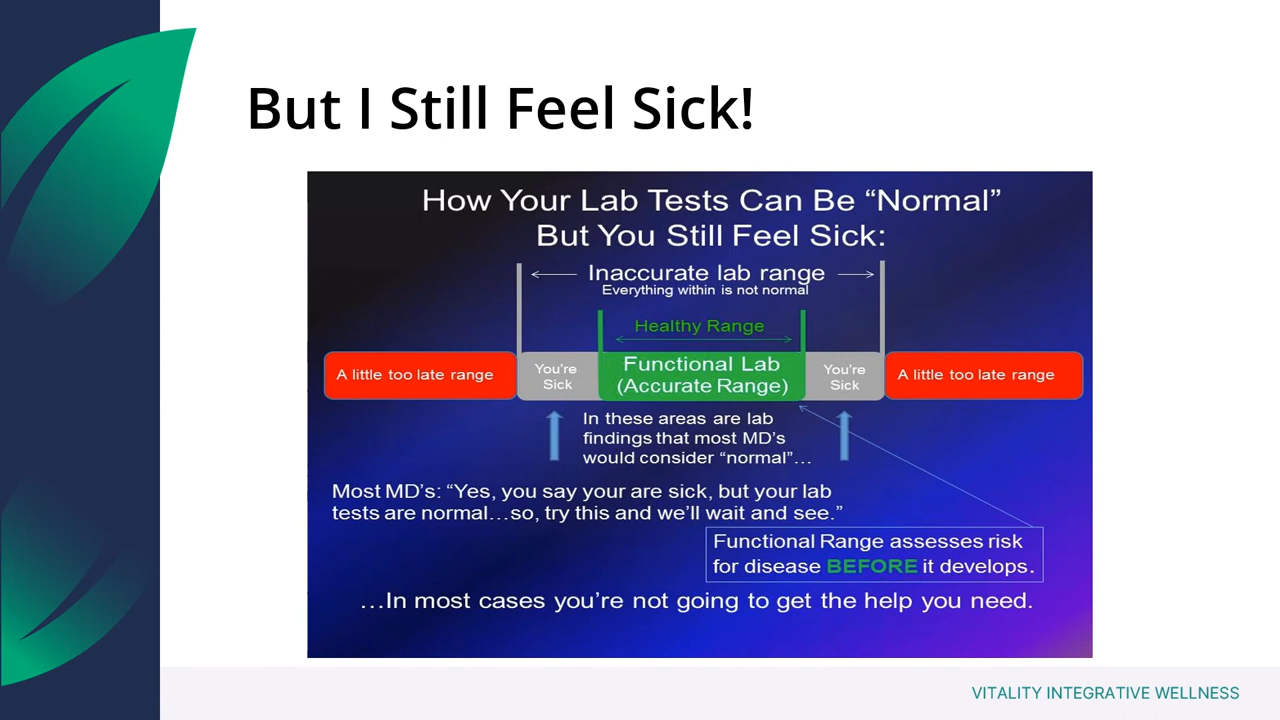 But I Still Feel Sick!
How Your Lab Tests Can Be “Normal”
But You Still Feel Sick:
Inaccurate lab range
Everything within is not normal
Healthy Range
A little too late range
You're
Sick
Functional Lab
(Accurate Range)
You're
Sick
A little too late range
In these areas are lab
findings that most MD's
would consider “normal”…
Most MD's: “Yes, you say your are sick, but your lab
tests are normal…so, try this and we'll wait and see.”
Functional Range assesses risk
for disease BEFORE it develops.
…In most cases you're not going to get the help you need.
VITALITY INTEGRATIVE WELLNESS